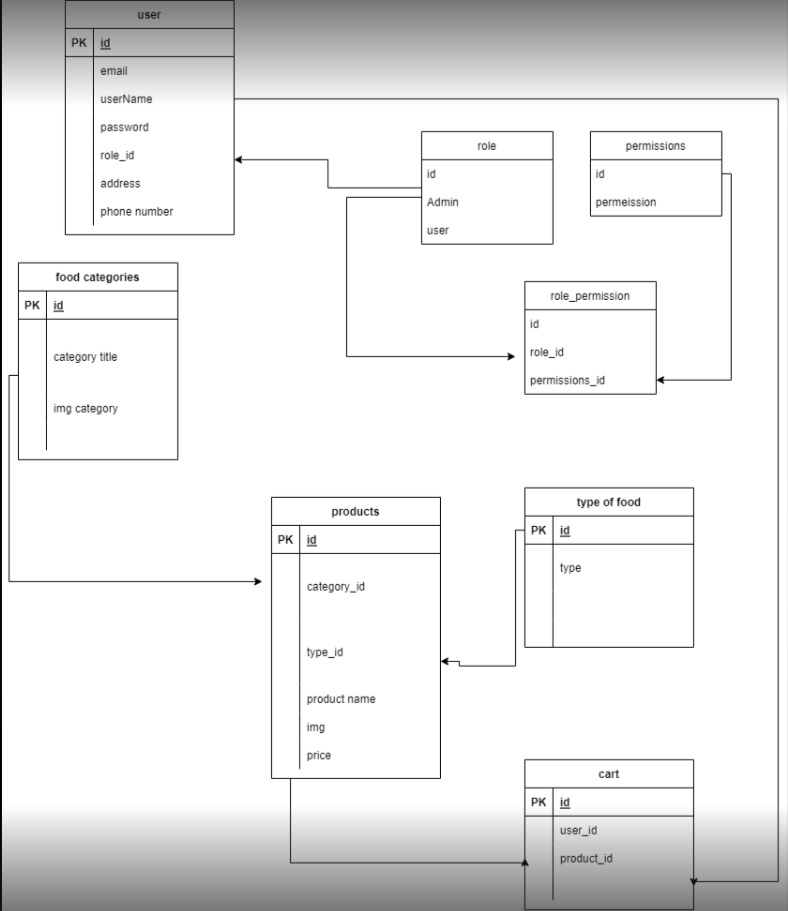 user
PK id
email
userName
password
role_id
address
phone number
role
id
Admin
user
permissions
id
permeission
food categories
PK id
category title
img category
role_permission
id
role_id
permissions_id
products
PK id
category_id
type_id
product name
img
price
type of food
PK id
type
cart
PK id
user_id
product_id